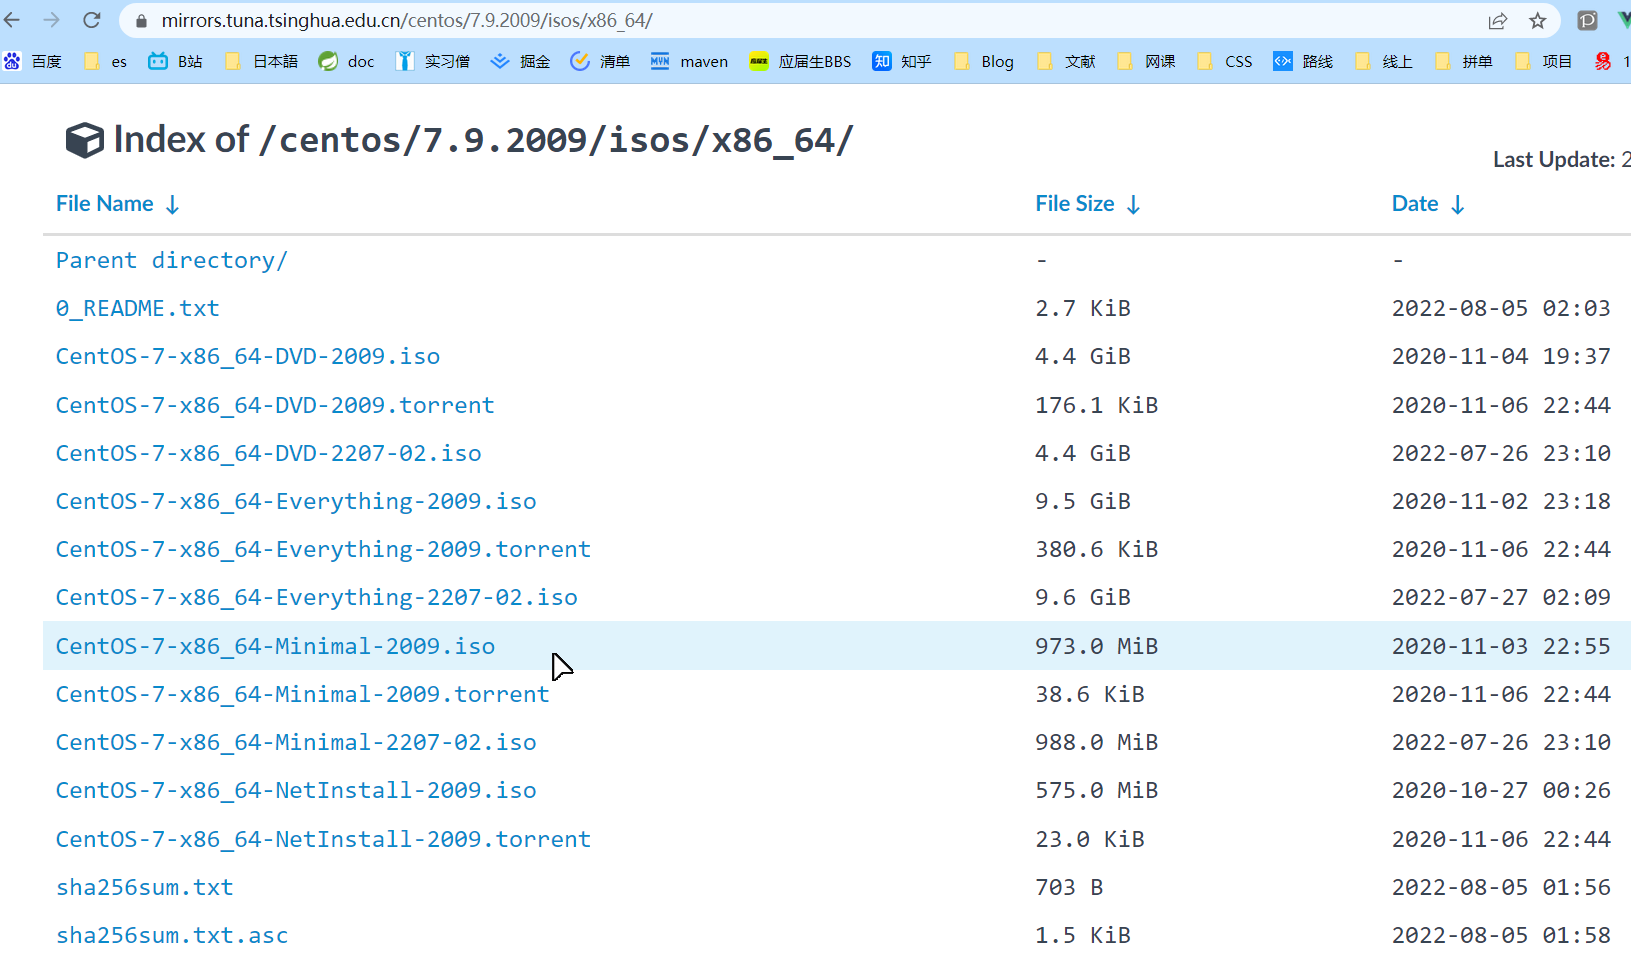 mirrors.tuna.tsinghua.edu.cn/centos/7.9.2009/isos/x86_64/
百度 es B站 日本語 doc 实习僧 掘金 清单 MVN maven 应届生BBS 知 知乎 Blog 文献 网课 CSS 路线 线上 拼单 项目 1
Index of /centos/7.9.2009/isos/x86_64/
Last Update: 2
File Name ↓ File Size ↓ Date ↓
Parent directory/ - -
0_README.txt 2.7 KiB 2022-08-05 02:03
CentOS-7-x86_64-DVD-2009.iso 4.4 GiB 2020-11-04 19:37
CentOS-7-x86_64-DVD-2009.torrent 176.1 KiB 2020-11-06 22:44
CentOS-7-x86_64-DVD-2207-02.iso 4.4 GiB 2022-07-26 23:10
CentOS-7-x86_64-Everything-2009.iso 9.5 GiB 2020-11-02 23:18
CentOS-7-x86_64-Everything-2009.torrent 380.6 KiB 2020-11-06 22:44
CentOS-7-x86_64-Everything-2207-02.iso 9.6 GiB 2022-07-27 02:09
CentOS-7-x86_64-Minimal-2009.iso 973.0 MiB 2020-11-03 22:55
CentOS-7-x86_64-Minimal-2009.torrent 38.6 KiB 2020-11-06 22:44
CentOS-7-x86_64-Minimal-2207-02.iso 988.0 MiB 2022-07-26 23:10
CentOS-7-x86_64-NetInstall-2009.iso 575.0 MiB 2020-10-27 00:26
CentOS-7-x86_64-NetInstall-2009.torrent 23.0 KiB 2020-11-06 22:44
sha256sum.txt 703 B 2022-08-05 01:56
sha256sum.txt.asc 1.5 KiB 2022-08-05 01:58